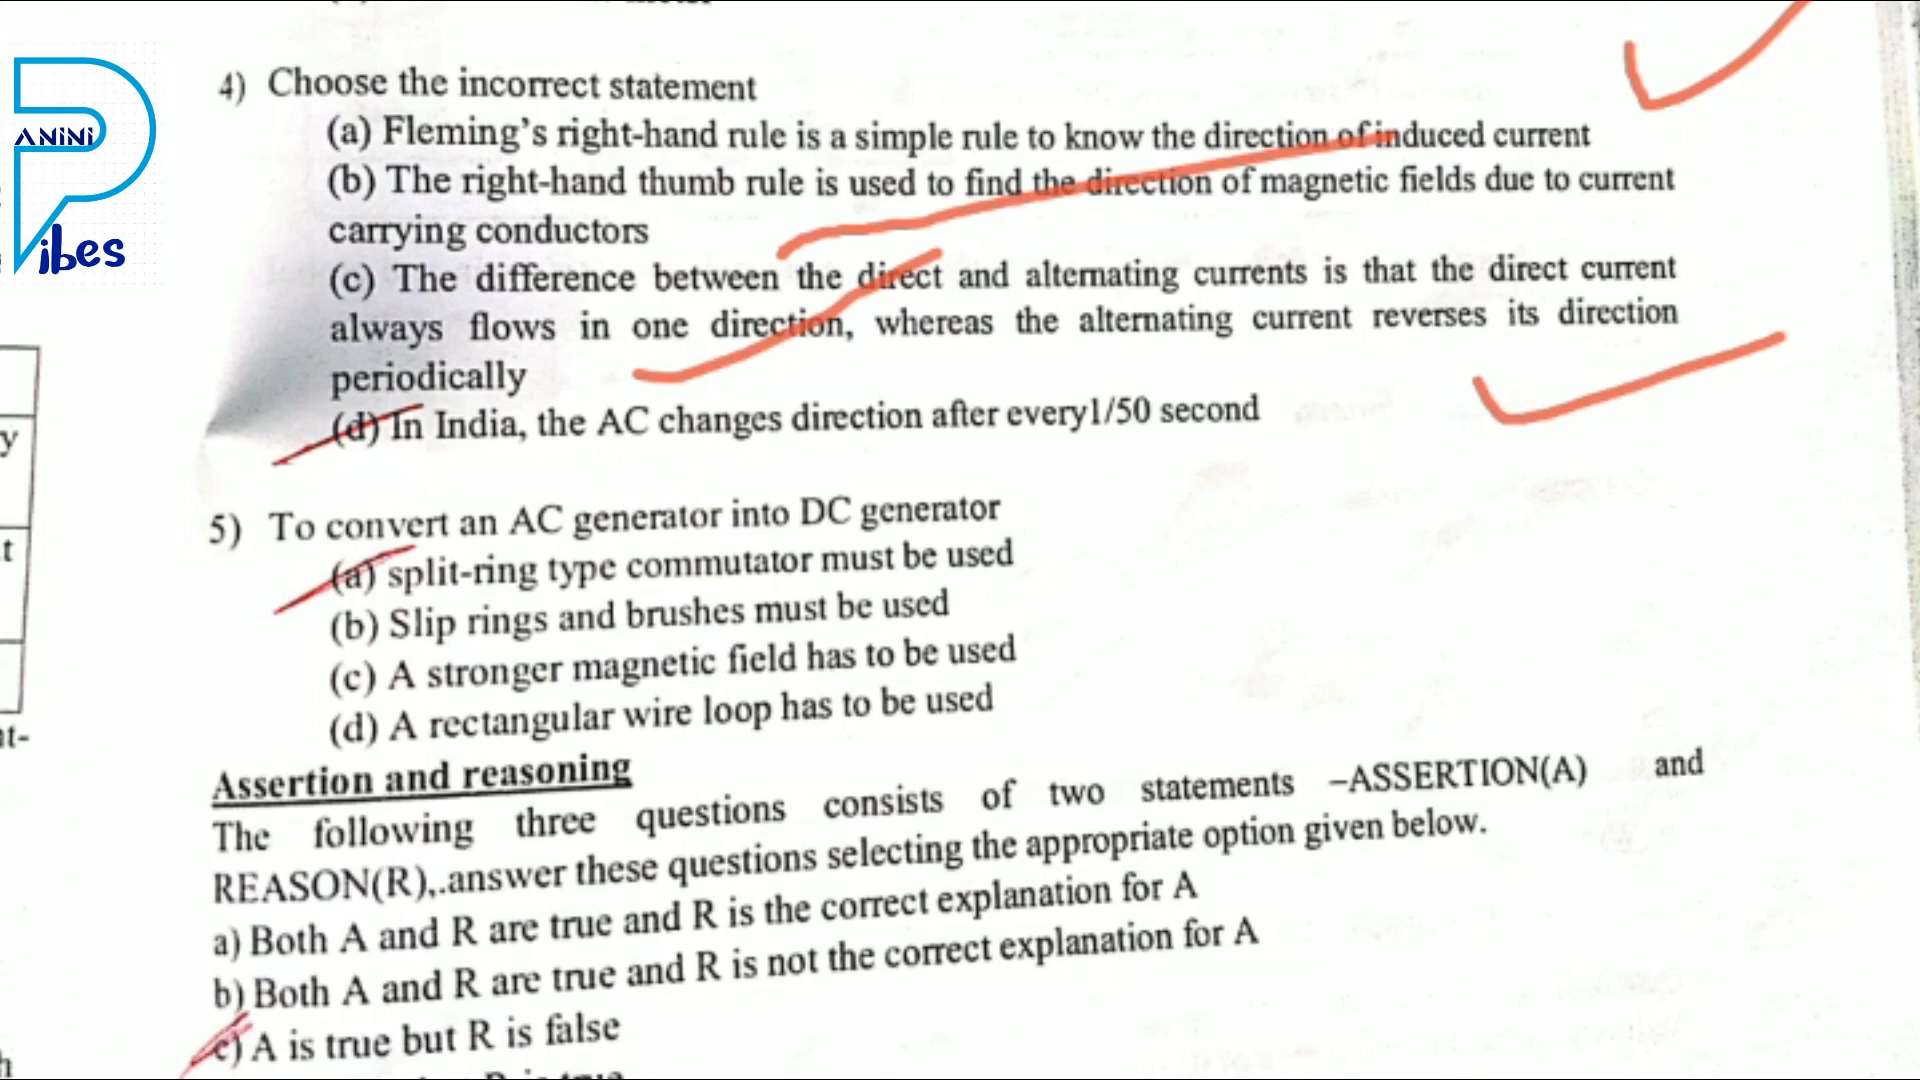 ANiNi
Vibes
4) Choose the incorrect statement
(a) Fleming's right-hand rule is a simple rule to know the direction of induced current
(b) The right-hand thumb rule is used to find the direction of magnetic fields due to current
carrying conductors
(c) The difference between the direct and alternating currents is that the direct current
always flows in one direction, whereas the alternating current reverses its direction
periodically
(d) In India, the AC changes direction after every1/50 second
5) To convert an AC generator into DC generator
(a) split-ring type commutator must be used
(b) Slip rings and brushes must be used
(c) A stronger magnetic field has to be used
(d) A rectangular wire loop has to be used
Assertion and reasoning
The following three questions consists of two statements –ASSERTION(A) and
REASON(R),.answer these questions selecting the appropriate option given below.
a) Both A and R are true and R is the correct explanation for A
b) Both A and R are true and R is not the correct explanation for A
c) A is true but R is false
y
t
nt-
h